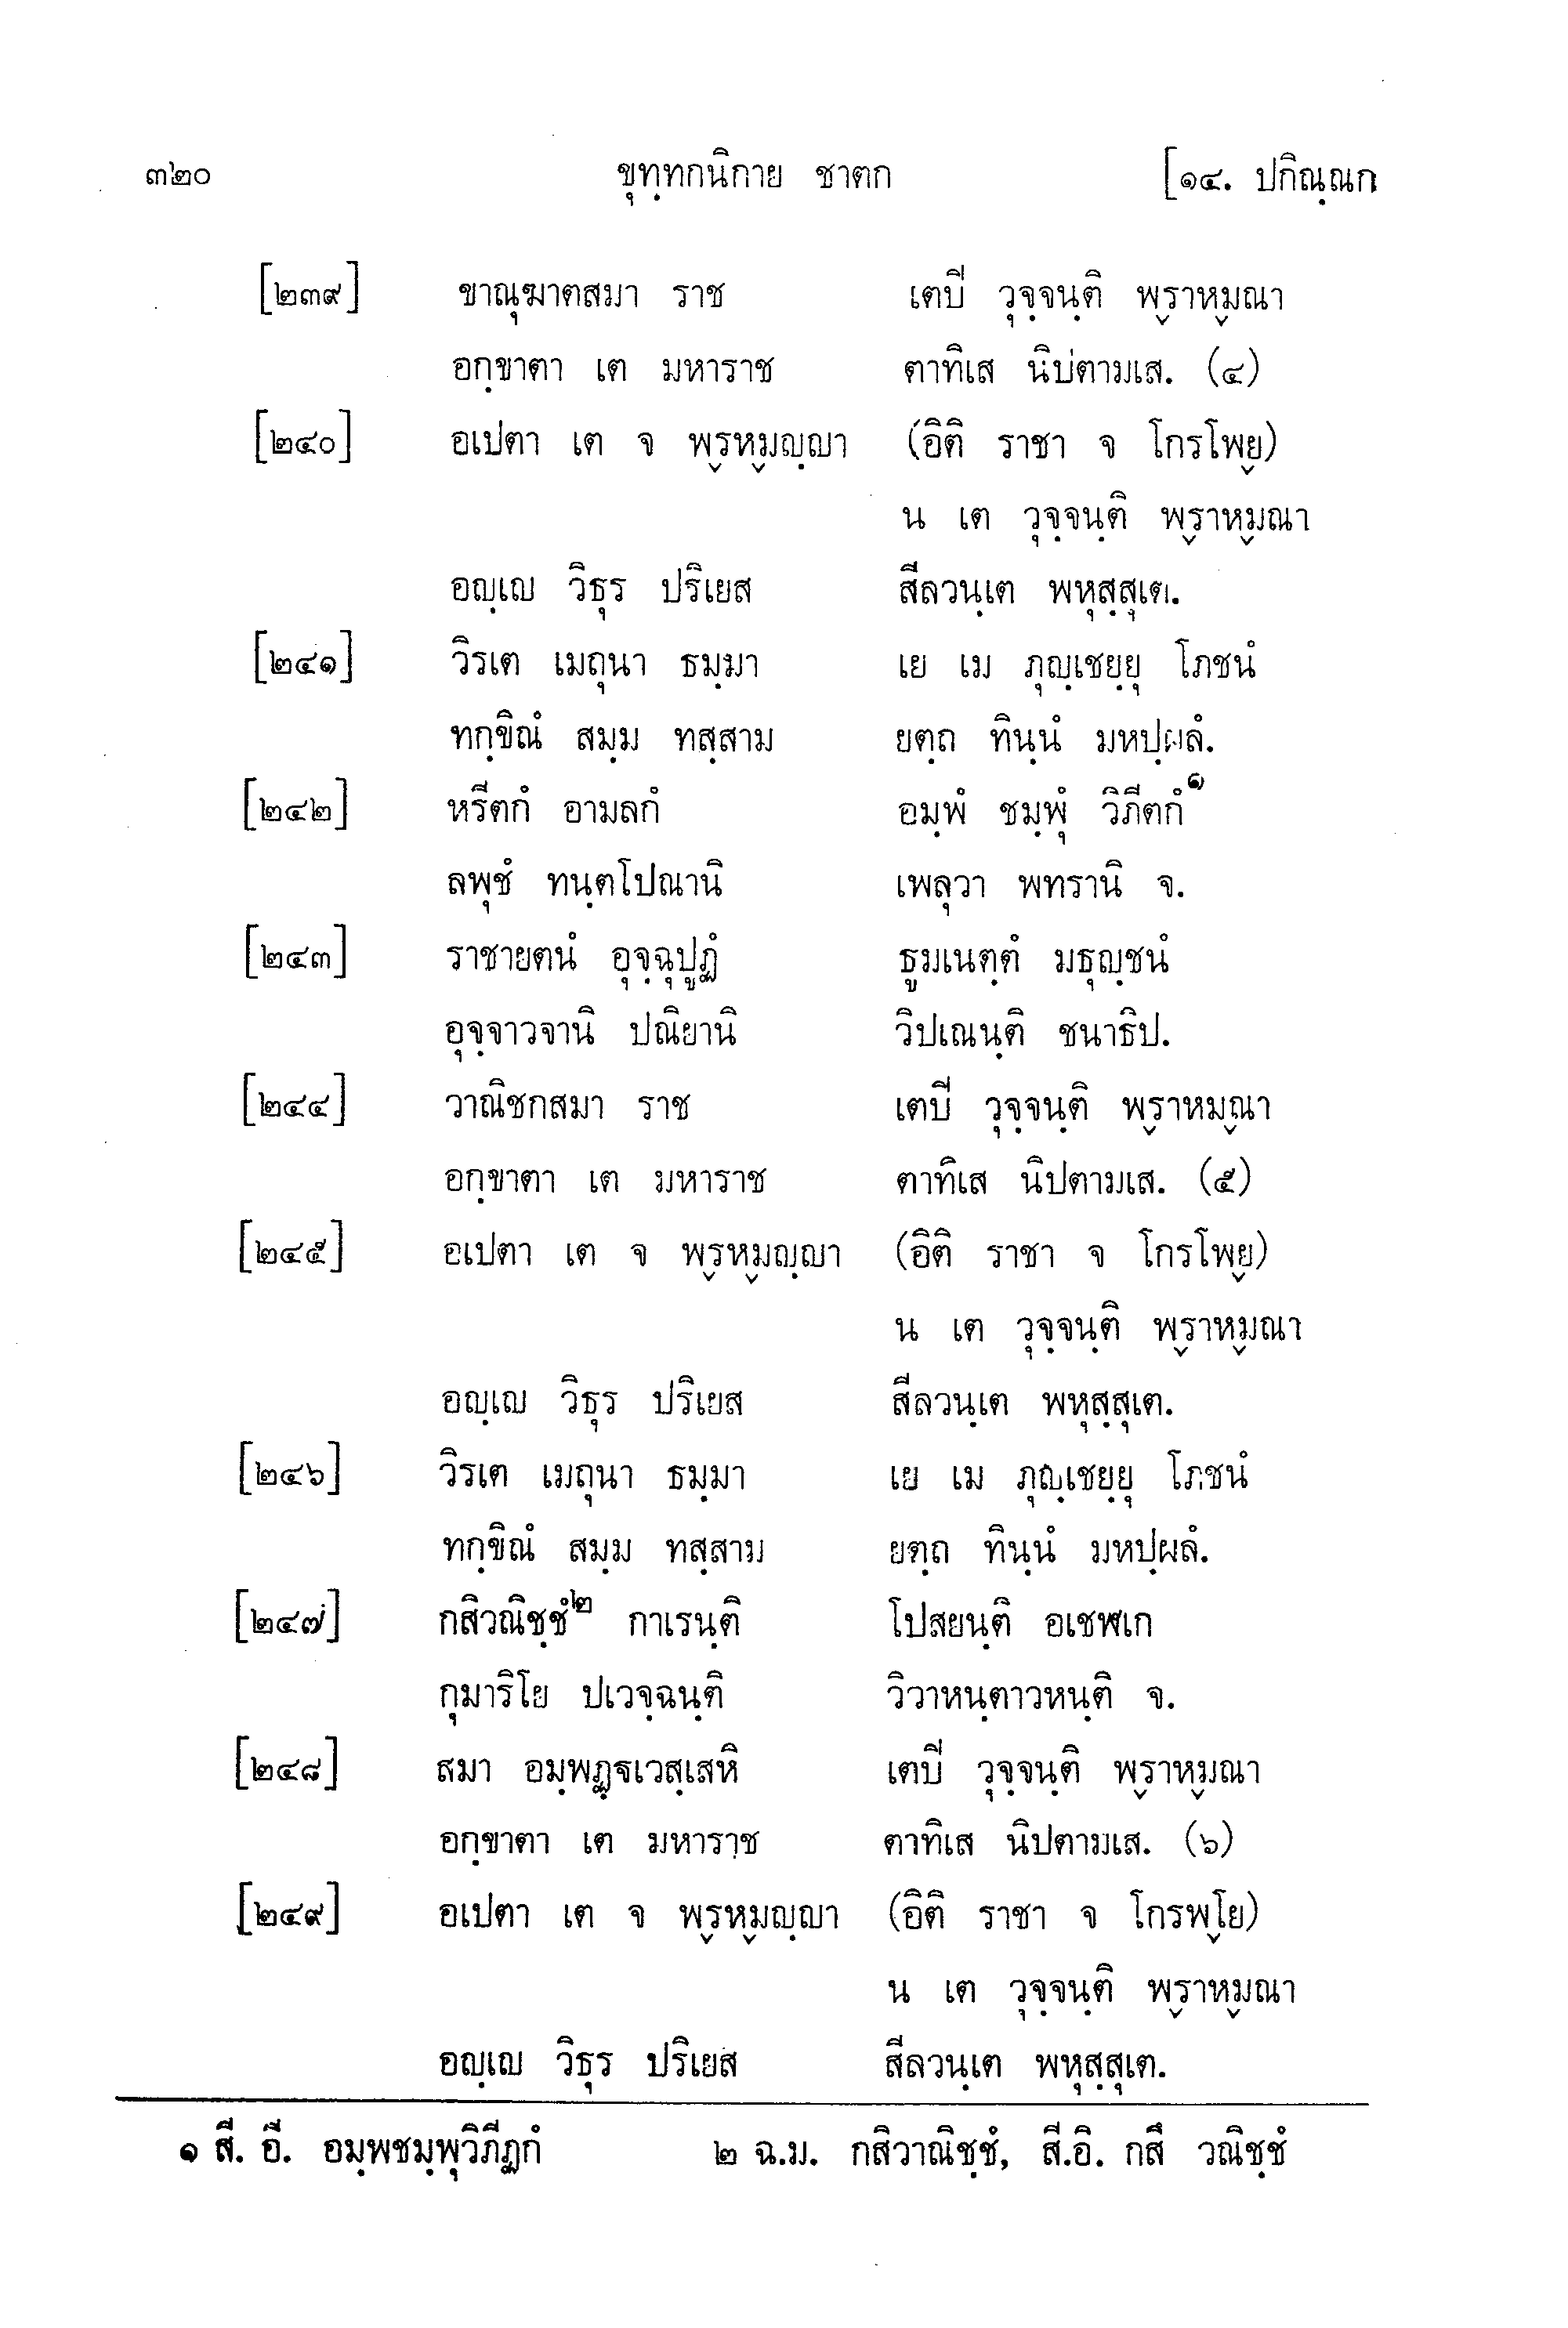 ๓๒๐ ขุทฺทกนิกาย ชาตก [๑๔. ปกิณฺณก
[๒๓๙] ขาณุฆาตสมา ราช เตปี วุจฺจนฺติ พฺราหฺมณา
อกฺขาตา เต มหาราช ตาทิเส นิปตามเส. (๔)
[๒๔๐] อเปตา เต จ พฺรหฺมญฺญา (อิติ ราชา จ โกรโพฺย)
น เต วุจฺจนฺติ พฺราหฺมณา
อญฺเญ วิธุร ปริเยส สีลวนฺเต พหุสฺสุเต.
[๒๔๑] วิรเต เมถุนา ธมฺมา เย เม ภุญฺเชยฺยุ โภชนํ
ทกฺขิณํ สมฺม ทสฺสาม ยตฺถ ทินฺนํ มหปฺผลํ.
[๒๔๒] หรีตกํ อามลกํ อมฺพํ ชมฺพุํ วิภีตกํ๑
ลพุชํ ทนฺตโปณานิ เพลุวา พทรานิ จ.
[๒๔๓] ราชายตนํ อุจฺฉุปูฏํ ธูมเนตฺตํ มธุญฺชนํ
อุจฺจาวจานิ ปณิยานิ วิปเณนฺติ ชนาธิป.
[๒๔๔] วาณิชกสมา ราช เตปี วุจฺจนฺติ พฺราหมฺณา
อกฺขาตา เต มหาราช ตาทิเส นิปตามเส. (๕)
[๒๔๕] อเปตา เต จ พฺรหฺมญฺญา (อิติ ราชา จ โกรโพฺย)
น เต วุจฺจนฺติ พฺราหฺมณา
อญฺเญ วิธุร ปริเยส สีลวนฺเต พหุสฺสุเต.
[๒๔๖] วิรเต เมถุนา ธมฺมา เย เม ภุญฺเชยฺยุ โภชนํ
ทกฺขิณํ สมฺม ทสฺสาม ยตฺถ ทินฺนํ มหปฺผลํ.
[๒๔๗] กสิวณิชฺชํ๒ กาเรนฺติ โปสยนฺติ อเชฬเก
กุมาริโย ปเวจฺฉนฺติ วิวาหนฺตาวหนฺติ จ.
[๒๔๘] สมา อมฺพฏฺฐเวสฺเสหิ เตปี วุจฺจนฺติ พฺราหฺมณา
อกฺขาตา เต มหาราช ตาทิเส นิปตามเส. (๖)
[๒๔๙] อเปตา เต จ พฺรหฺมญฺญา (อิติ ราชา จ โกรพฺโย)
น เต วุจฺจนฺติ พฺราหฺมณา
อญฺเญ วิธุร ปริเยส สีลวนฺเต พหุสฺสุเต.
๑ สี. อี. อมฺพชมฺพุวิภีฏกํ ๒ ฉ.ม. กสิวาณิชฺชํ, สี.อิ. กสึ วณิชฺชํ